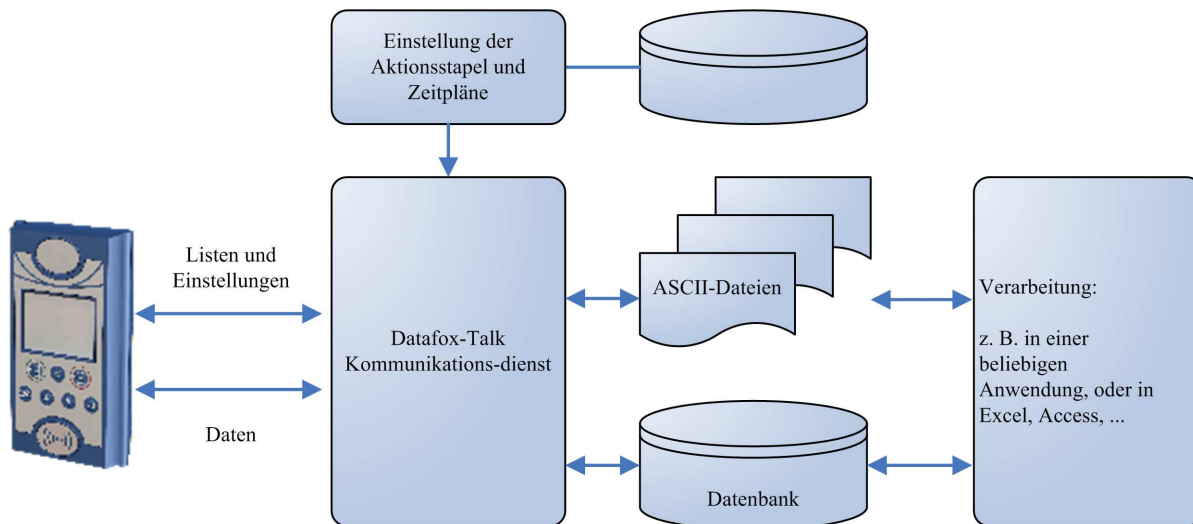 Einstellung der
Aktionsstapel und
Zeitpläne
Listen und
Einstellungen
Daten
Datafox-Talk
Kommunikations-dienst
ASCII-Dateien
Datenbank
Verarbeitung:
z. B. in einer
beliebigen
Anwendung, oder in
Excel, Access, ...